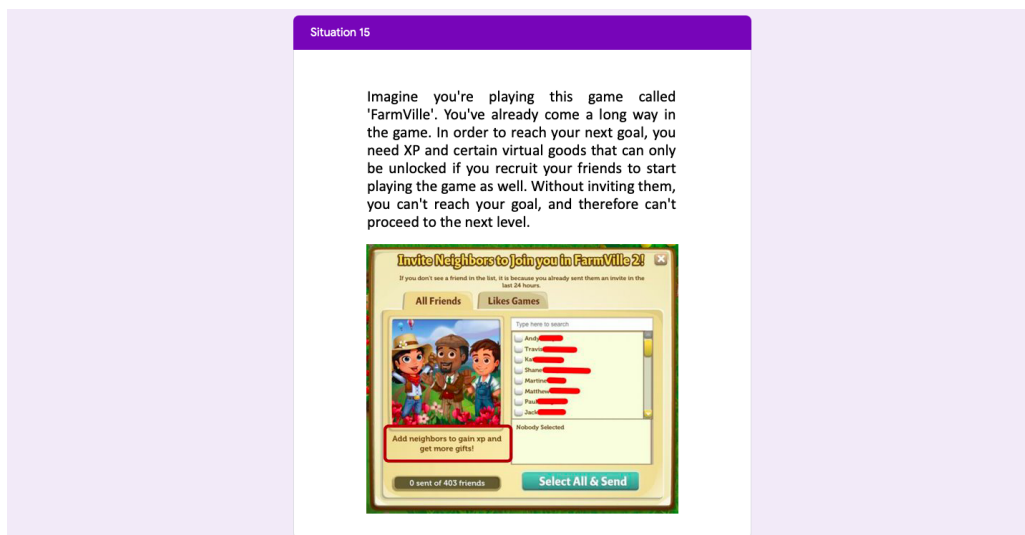 Situation 15
Imagine you're playing this game called
'FarmVille'. You've already come a long way in
the game. In order to reach your next goal, you
need XP and certain virtual goods that can only
be unlocked if you recruit your friends to start
playing the game as well. Without inviting them,
you can't reach your goal, and therefore can't
proceed to the next level.
Invite Neighbors to Join you in FarmVille 2!
If you don't see a friend in the list, it is because you already sent them an invite in the
last 24 hours.
All Friends
Likes Games
Type here to search
Andy
Travis
Shane
Martine
Matthew
Paul
Jack
Nobody Selected
Add neighbors to gain xp and
get more gifts!
0 sent of 403 friends
Select All & Send